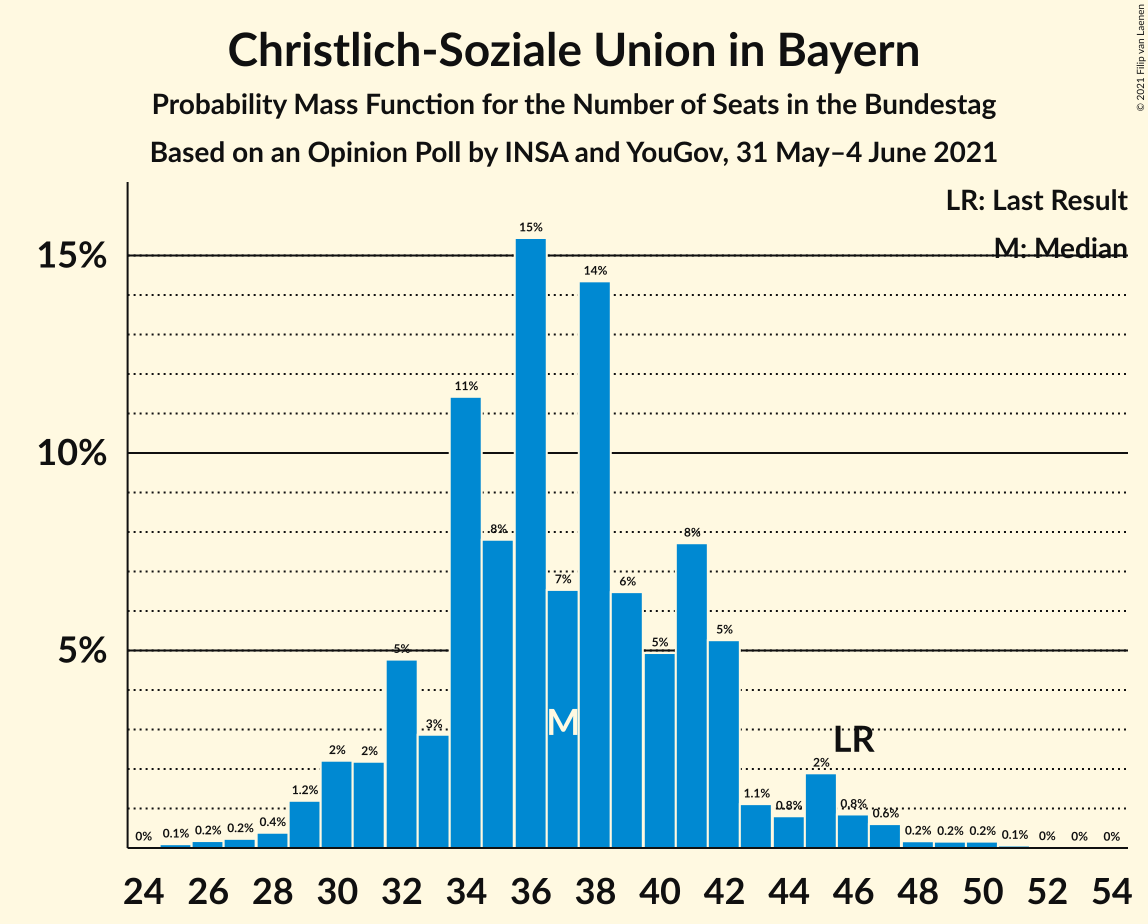 Christlich-Soziale Union in Bayern
Probability Mass Function for the Number of Seats in the Bundestag
Based on an Opinion Poll by INSA and YouGov, 31 May–4 June 2021
© 2021 Filip van Laenen
LR: Last Result
M: Median
15%
10%
5%
0% 0.1% 0.2% 0.2% 0.4% 1.2% 2% 2% 5% 3% 11% 8% 15% 7% 14% 6% 5% 8% 5% 1.1% 0.8% 2% 0.8% 0.6% 0.2% 0.2% 0.2% 0.1% 0% 0% 0%
M
LR
24 26 28 30 32 34 36 38 40 42 44 46 48 50 52 54